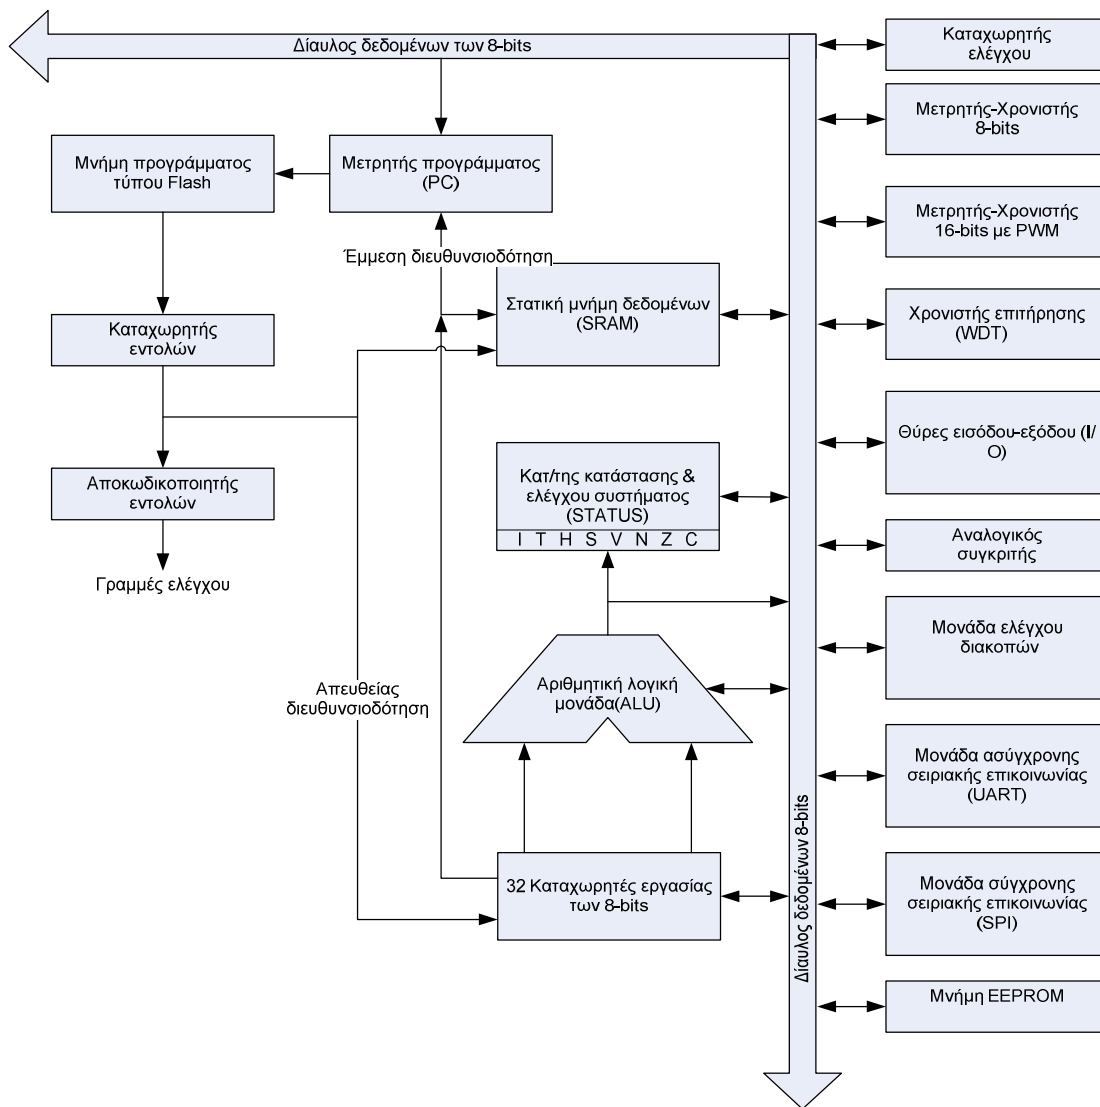 Δίαυλος δεδομένων των 8-bits
Καταχωρητής
ελέγχου
Μετρητής-Χρονιστής
8-bits
Μνήμη προγράμματος
τύπου Flash
Μετρητής προγράμματος
(PC)
Μετρητής-Χρονιστής
16-bits με PWM
Έμμεση διευθυνσιοδότηση
Στατική μνήμη δεδομένων
(SRAM)
Χρονιστής επιτήρησης
(WDT)
Καταχωρητής
εντολών
Θύρες εισόδου-εξόδου (I/
O)
Αποκωδικοποιητής
εντολών
Κατ/της κατάστασης &
ελέγχου συστήματος
(STATUS)
I T H S V N Z C
Αναλογικός
συγκριτής
Γραμμές ελέγχου
Μονάδα ελέγχου
διακοπών
Αριθμητική λογική
μονάδα(ALU)
Απευθείας
διευθυνσιοδότηση
Μονάδα ασύγχρονης
σειριακής επικοινωνίας
(UART)
Δίαυλος δεδομένων 8-bits
32 Καταχωρητές εργασίας
των 8-bits
Μονάδα σύγχρονης
σειριακής επικοινωνίας
(SPI)
Μνήμη EEPROM